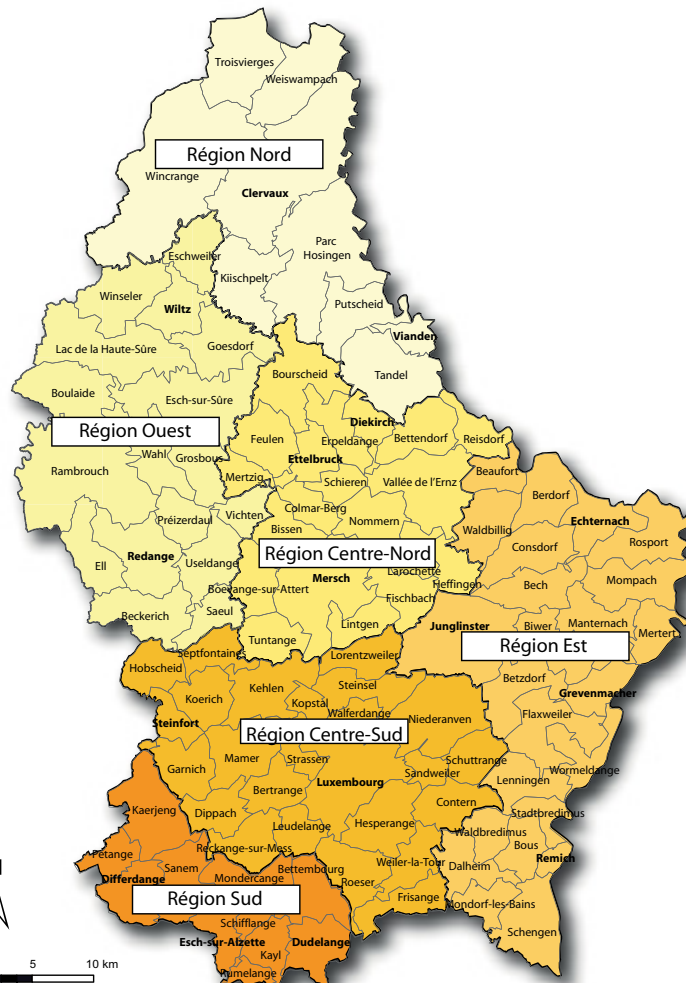 Troisvierges
Weiswampach
Région Nord
Wincrange
Clervaux
Parc
Hosingen
Eschweiler
Kiischpelt
Winseler
Wiltz
Putscheid
Vianden
Lac de la Haute-Sûre
Goesdorf
Tandel
Bourscheid
Boulaide
Esch-sur-Sûre
Diekirch
Région Ouest
Feulen
Erpeldange
Bettendorf
Reisdorf
Wahl
Grosbous
Ettelbruck
Rambrouch
Mertzig
Schieren
Vallée de l'Ernz
Beaufort
Berdorf
Préizerdaul
Vichten
Colmar-Berg
Nommern
Bissen
Waldbillig
Echternach
Consdorf
Rosport
Ell
Redange
Useldange
Région Centre-Nord
Mersch
Larochette
Heffingen
Bech
Mompach
Boevange-sur-Attert
Fischbach
Beckerich
Saeul
Lintgen
Junglinster
Biwer
Manternach
Mertert
Tuntange
Région Est
Septfontaines
Lorentzweiler
Hobscheid
Kehlen
Steinsel
Betzdorf
Koerich
Kopstal
Walferdange
Niederanven
Grevenmacher
Steinfort
Flaxweiler
Région Centre-Sud
Garnich
Mamer
Strassen
Schuttrange
Sandweiler
Luxembourg
Wormeldange
Lenningen
Bertrange
Contern
Kaerjeng
Dippach
Leudelange
Hesperange
Stadtbredimus
Waldbredimus
Bous
Reckange-sur-Mess
Pétange
Remich
Weiler-la-Tour
Dalheim
Sanem
Bettembourg
Differdange
Mondercange
Roeser
Région Sud
Frisange
Mondorf-les-Bains
Schifflange
Schengen
Esch-sur-Alzette
Dudelange
Kayl
Rumelange
5 10 km